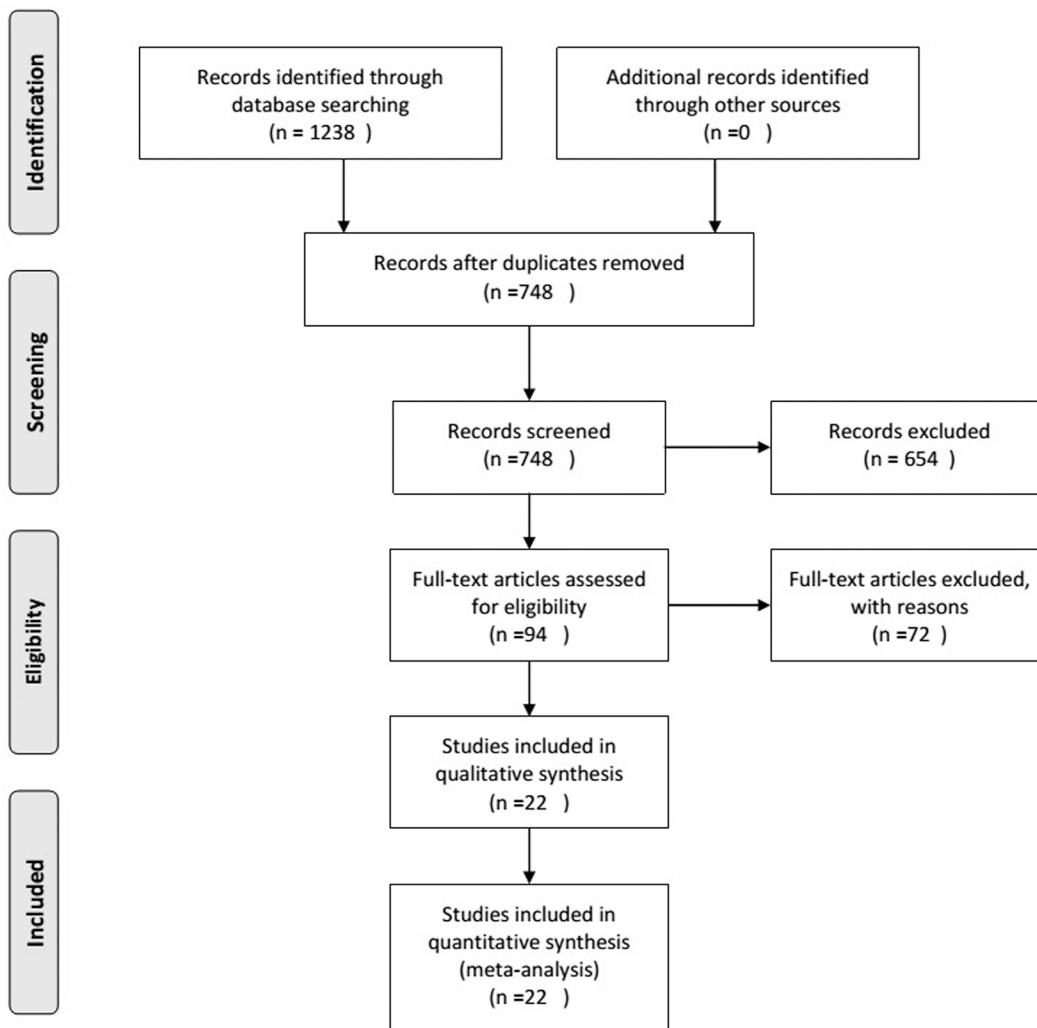 Identification
Records identified through
database searching
(n = 1238   )
Additional records identified
through other sources
(n =0   )
Records after duplicates removed
(n =748   )
Screening
Records screened
(n =748   )
Records excluded
(n = 654   )
Eligibility
Full-text articles assessed
for eligibility
(n =94   )
Full-text articles excluded,
with reasons
(n =72   )
Studies included in
qualitative synthesis
(n =22   )
Included
Studies included in
quantitative synthesis
(meta-analysis)
(n =22   )